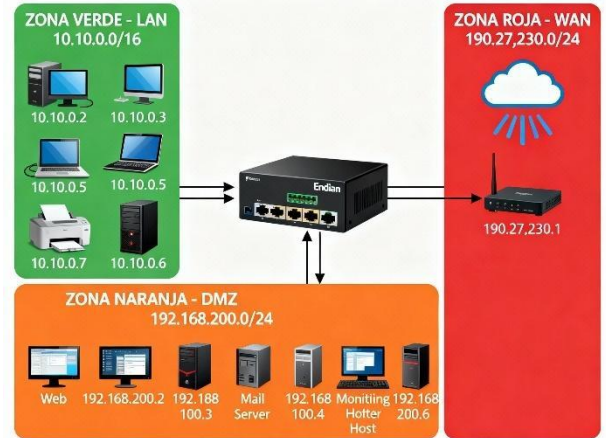 ZONA VERDE - LAN
10.10.0.0/16
10.10.0.2
10.10.0.3
10.10.0.5
10.10.0.5
10.10.0.7
10.10.0.6
Endian
ZONA ROJA - WAN
190.27,230.0/24
190.27,230.1
ZONA NARANJA - DMZ
192.168.200.0/24
Web
192.168.200.2
192.188
100.3
Mail
Server
192.168
100.4
Monitiing
Hotter
Host
192.168
200.6